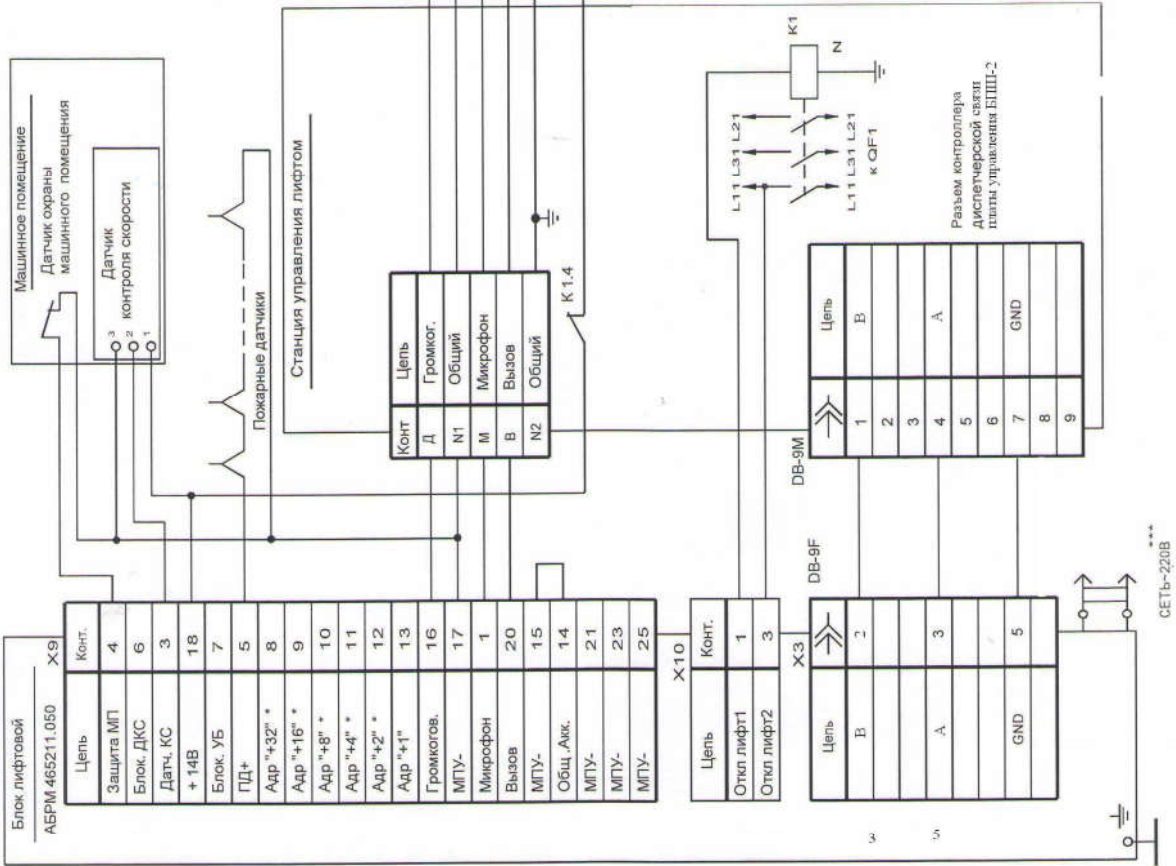 Блок лифтовой
АБРМ 465211.050
X9
Цепь Конт.
Защита МП 4
Блок. ДКС 6
Датч. КС 3
+ 14В 18
Блок. УБ 7
ПД+ 5
Адр "+32" * 8
Адр "+16" * 9
Адр "+8" * 10
Адр "+4" * 11
Адр "+2" * 12
Адр "+1" 13
Громкогов. 16
МПУ- 17
Микрофон 1
Вызов 20
МПУ- 15
Общ .Акк. 14
МПУ- 21
МПУ- 23
МПУ- 25
X10
Цепь Конт.
Откл лифт1 1
Откл лифт2 3
X3
DB-9F
Цепь
B 2
A 3
GND 5
3 5
СЕТЬ~220В ***
Машинное помещение
Датчик охраны
машинного помещения
Датчик
контроля скорости
3
2
1
Пожарные датчики
Станция управления лифтом
Конт Цепь
Д Громког.
N1 Общий
М Микрофон
В Вызов
N2 Общий
К 1.4
K1
N
L11 L31 L21
L11 L31 L21
к QF1
DB-9M
Цепь
1 B
2
3
4 A
5
6
7 GND
8
9
Разъем контроллера
диспетчерской связи
платы управления БПШ-2